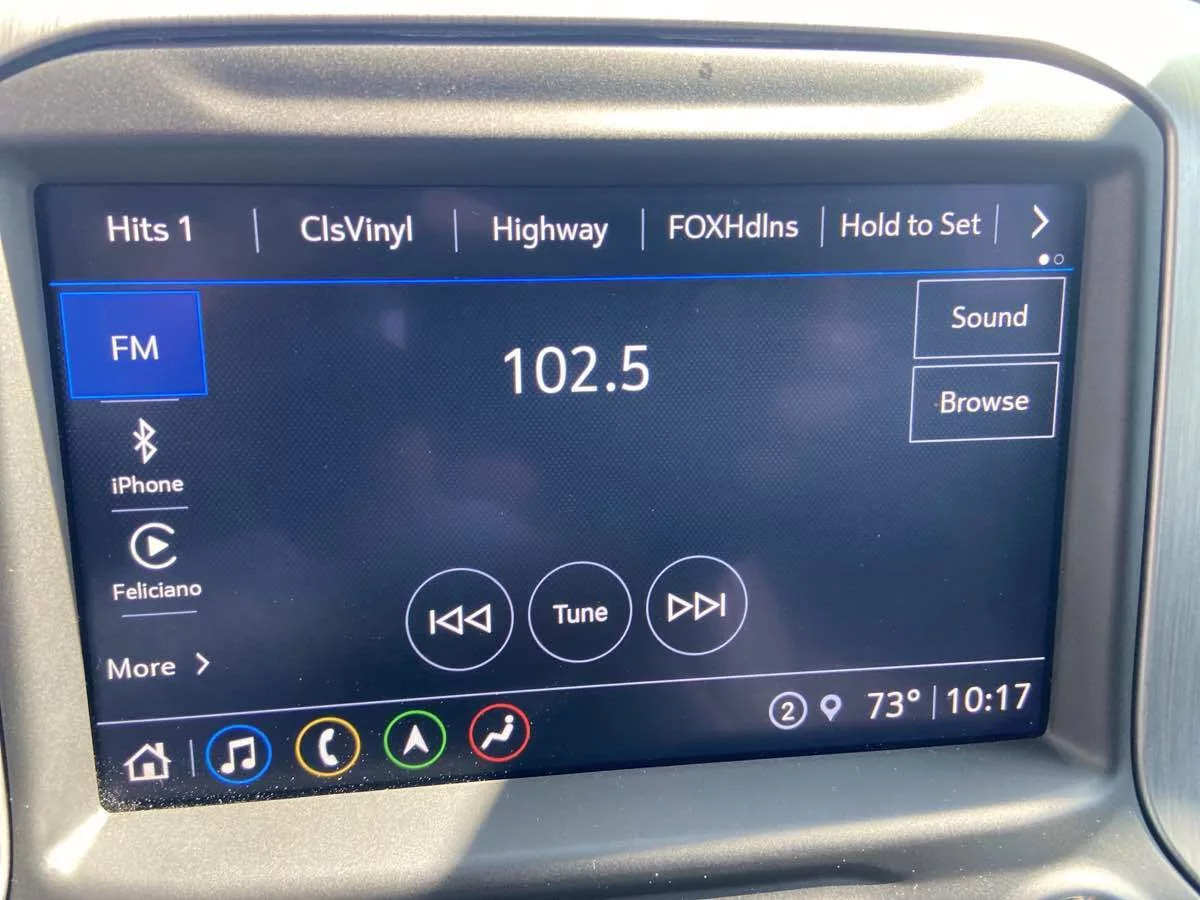 Hits 1
ClsVinyl
Highway
FOXHdlns
Hold to Set
FM
102.5
Sound
Browse
iPhone
Feliciano
More
Tune
2
73° 10:17